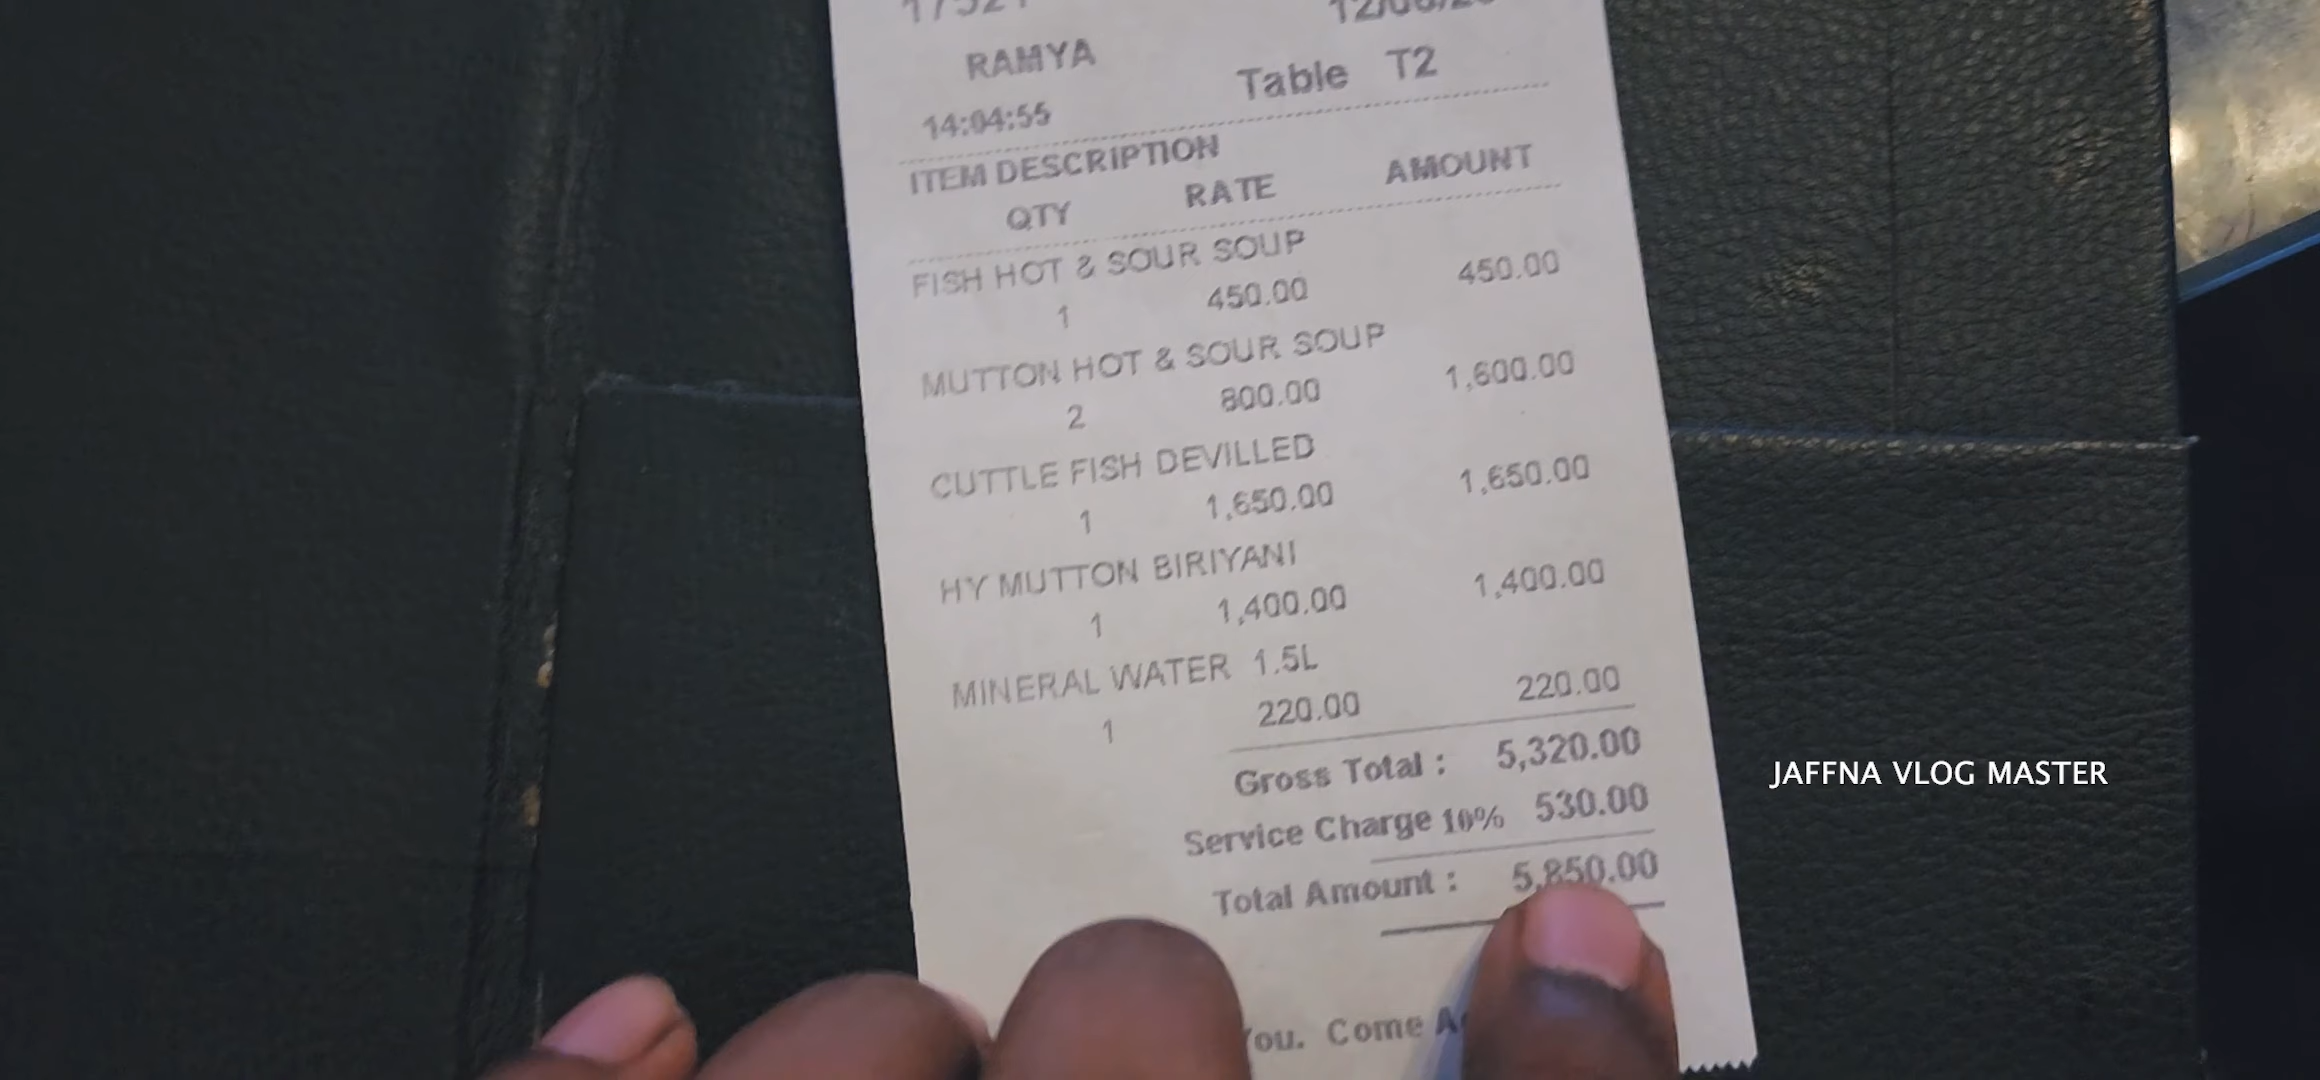 RAMYA
14:04:55
Table T2
ITEM DESCRIPTION
QTY RATE AMOUNT
FISH HOT & SOUR SOUP
1 450.00 450.00
MUTTON HOT & SOUR SOUP
2 800.00 1,600.00
CUTTLE FISH DEVILLED
1 1,650.00 1,650.00
HY MUTTON BIRIYANI
1 1,400.00 1,400.00
MINERAL WATER 1.5L
1 220.00 220.00
Gross Total : 5,320.00
Service Charge 10% 530.00
Total Amount : 5,850.00
Come
JAFFNA VLOG MASTER